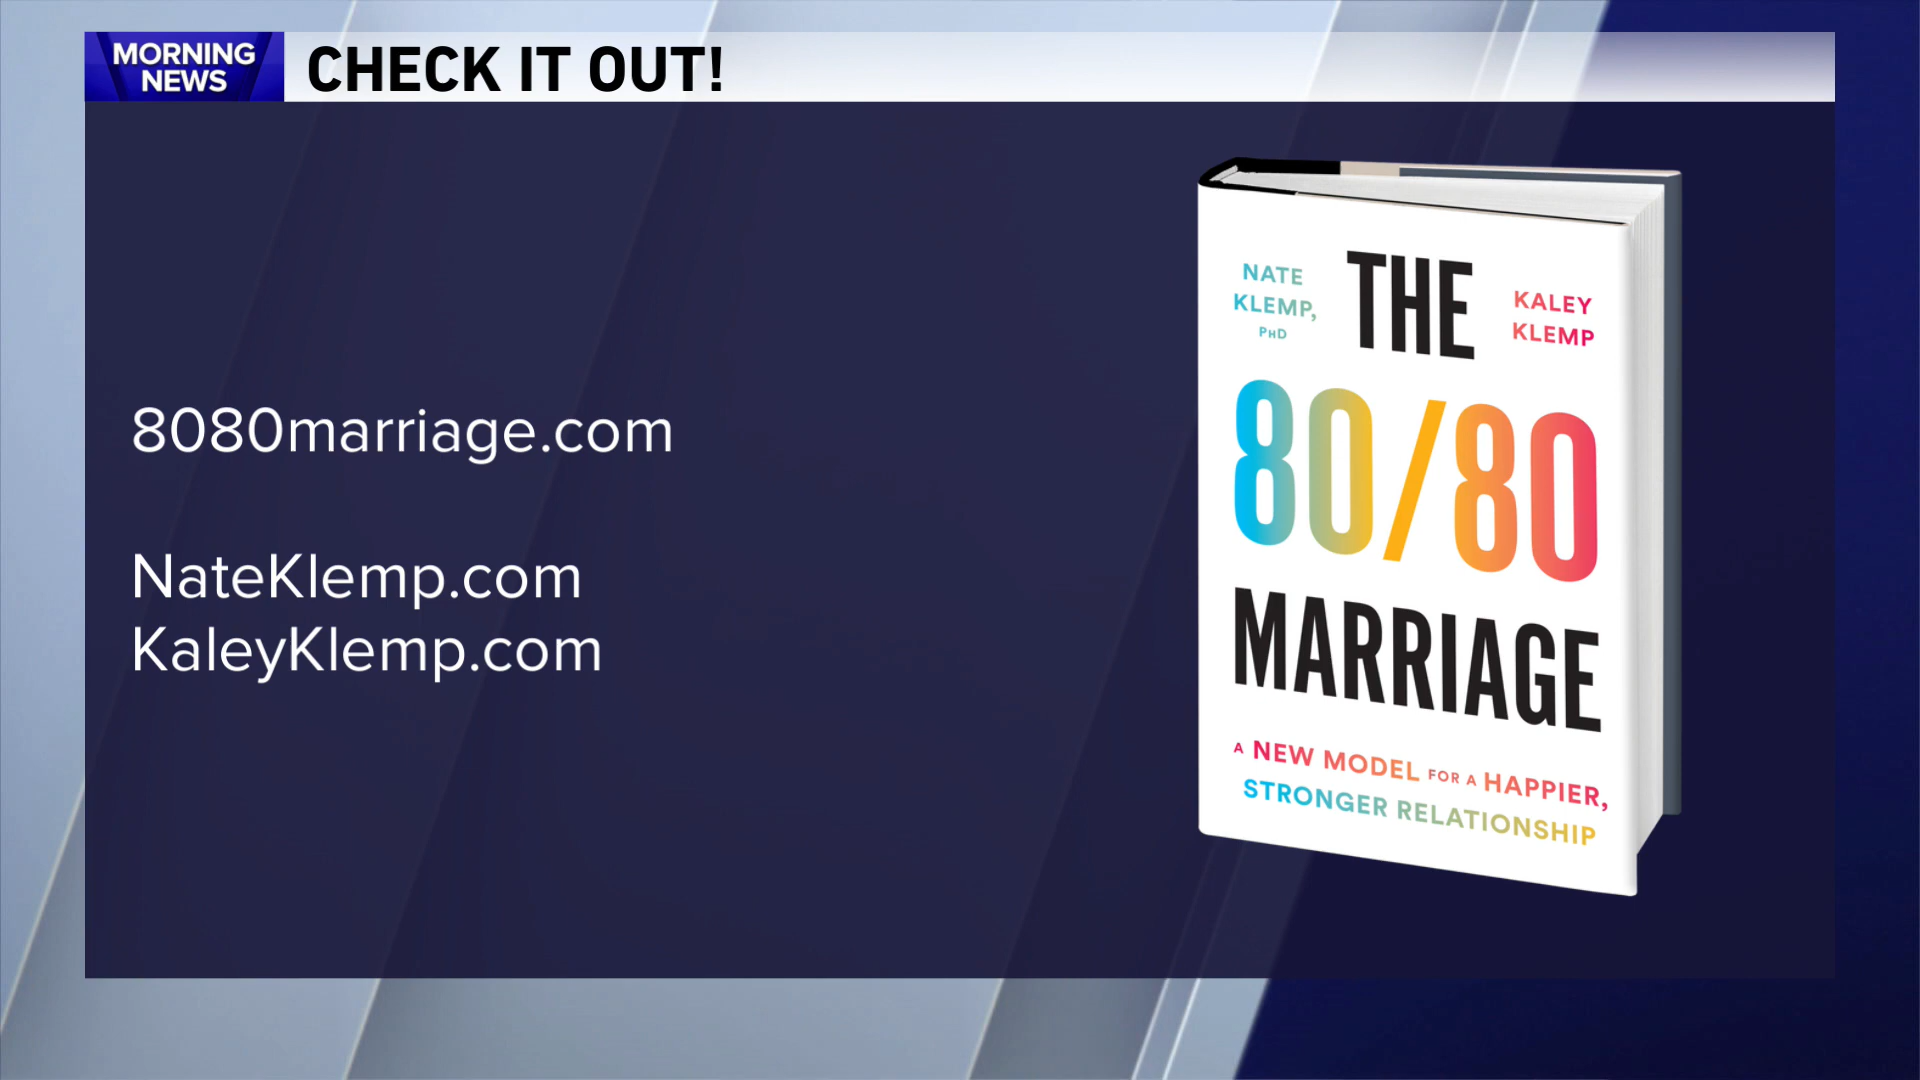 MORNING
NEWS
CHECK IT OUT!
8080marriage.com
NateKlemp.com
KaleyKlemp.com
NATE
KLEMP,
PHD
THE
KALEY
KLEMP
80/80
MARRIAGE
A NEW MODEL FOR A HAPPIER,
STRONGER RELATIONSHIP